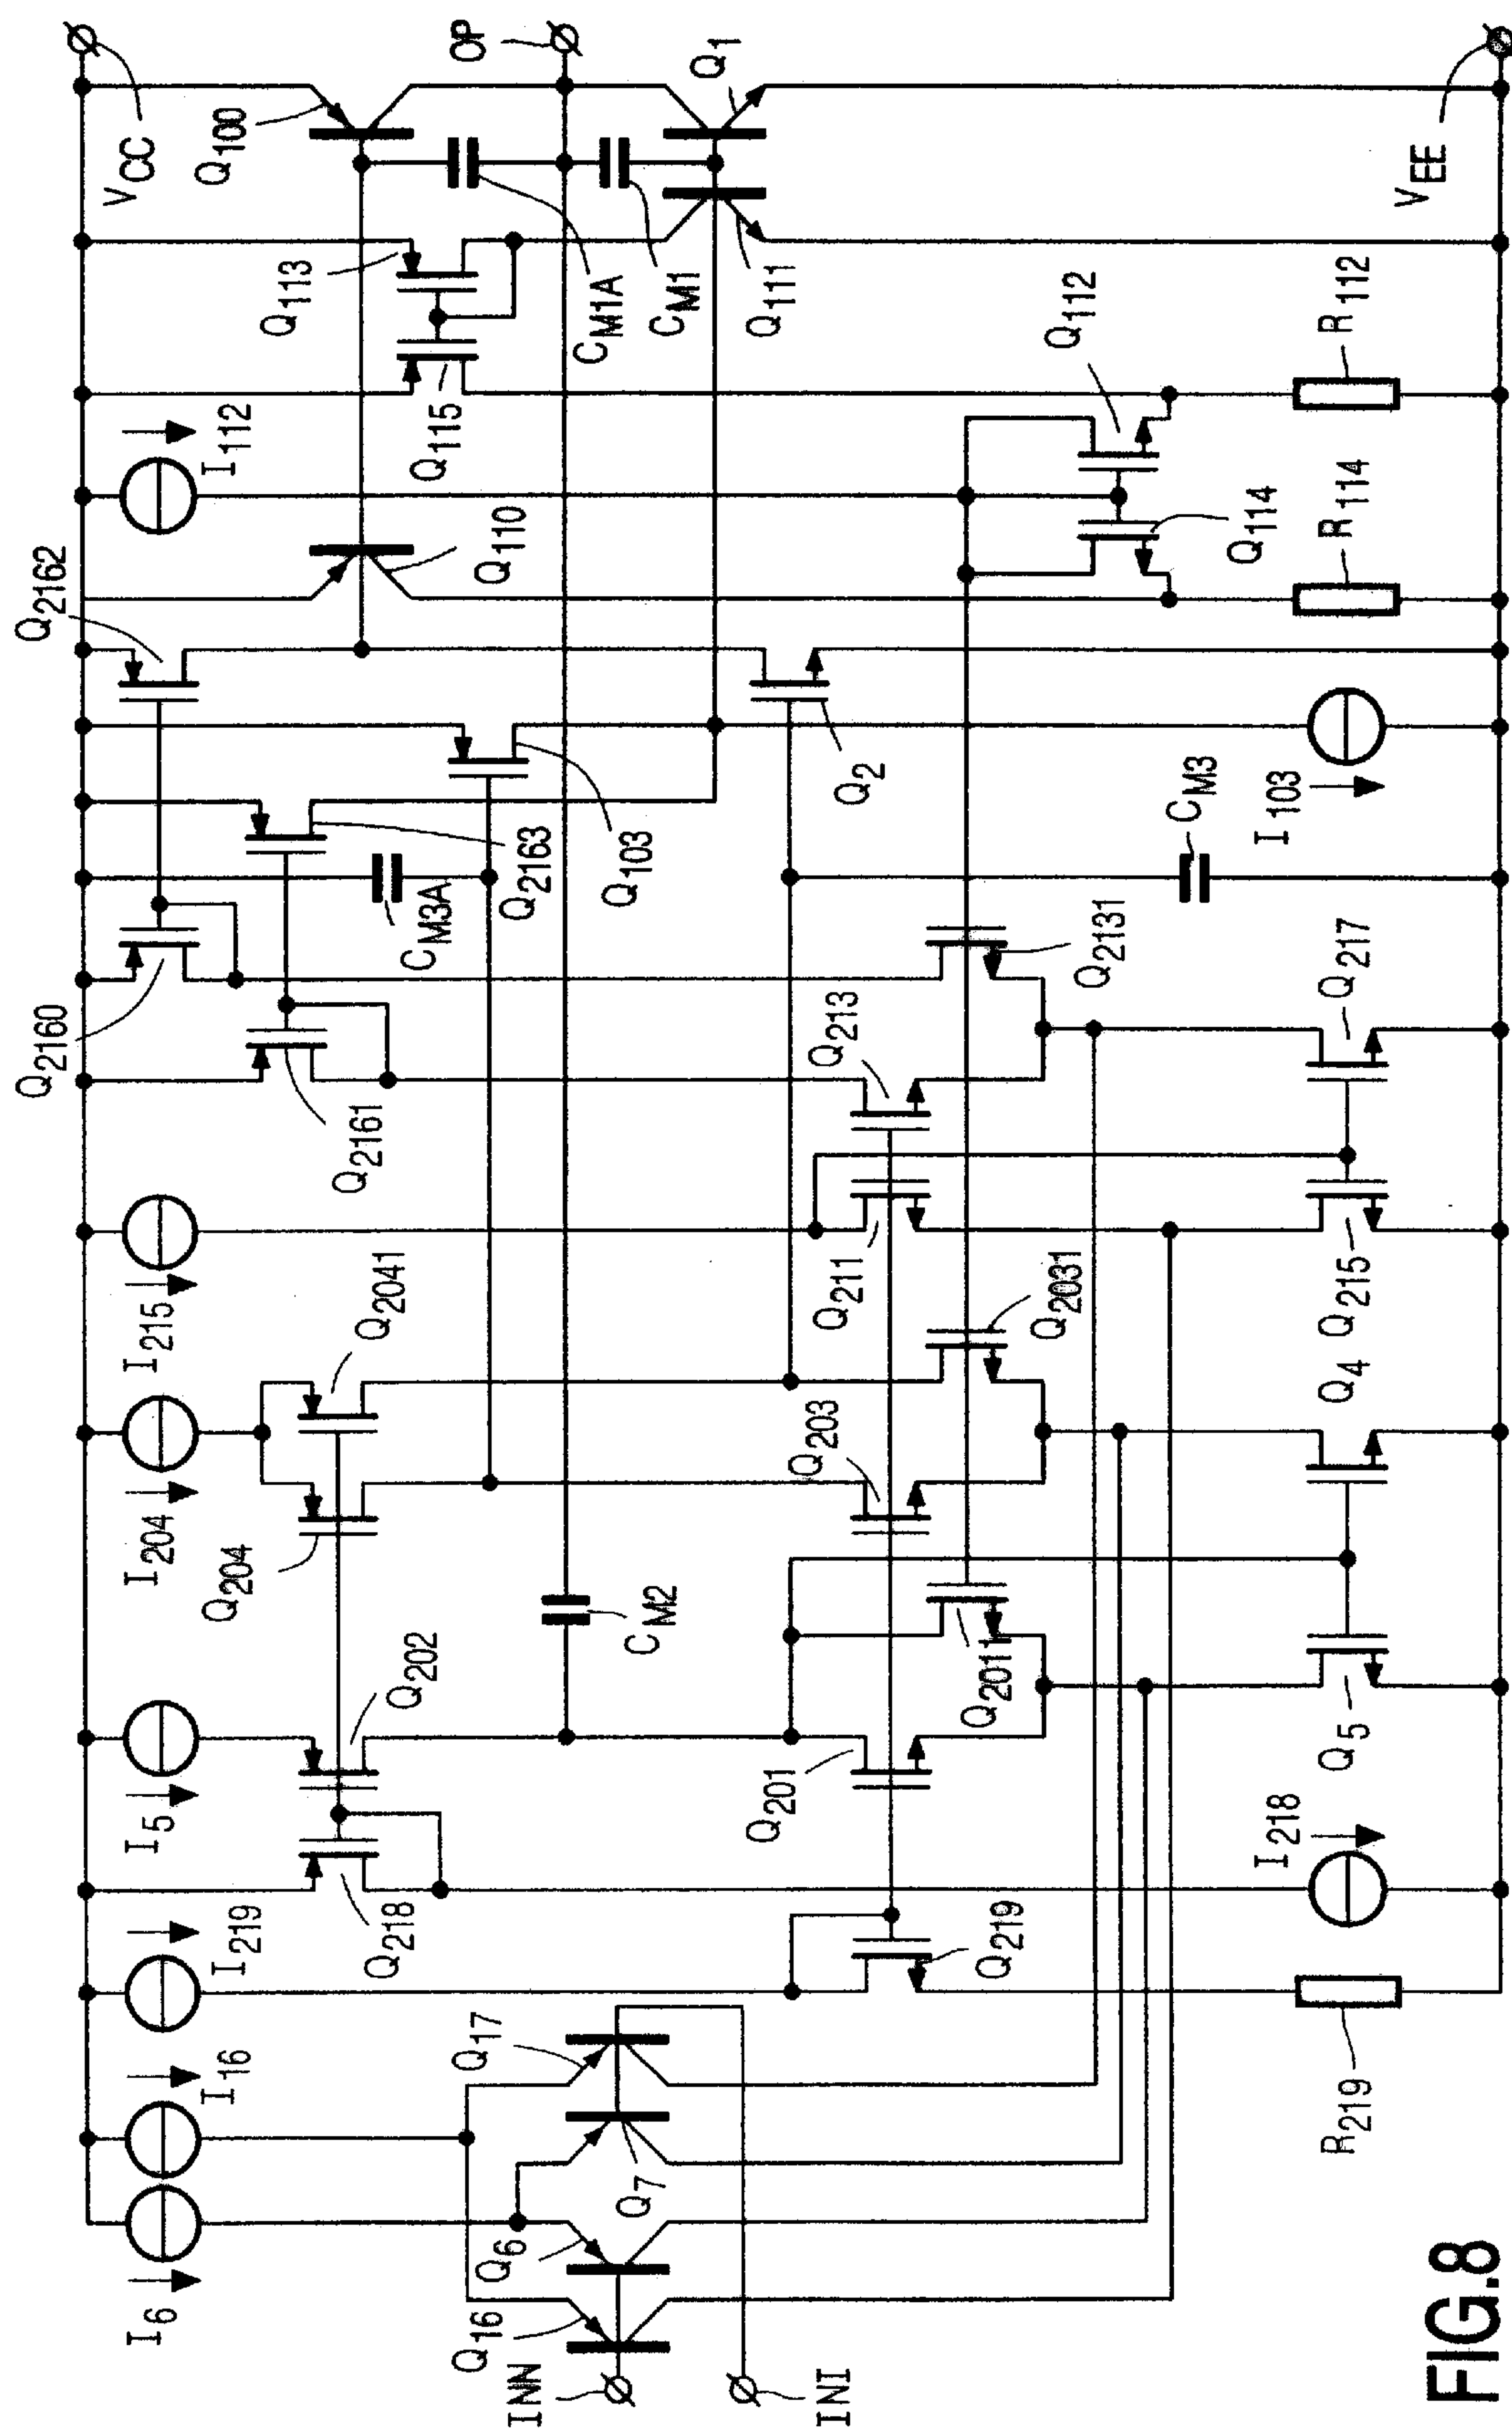 I6
I16
I219
I5
I204
I215
I112
VCC
Q2160
Q2162
Q218
Q202
Q204
Q2041
Q2161
Q2163
CM3A
Q110
Q113
Q115
Q100
Q103
OP
INN
INI
Q16
Q6
Q7
Q17
CM2
CM1A
CM1
Q111
Q1
Q219
Q201
Q2011
Q203
Q2031
Q211
Q213
Q2131
Q2
Q114
Q112
R219
I218
Q5
Q4
Q215
Q217
CM3
I103
R114
R112
VEE
FIG.8